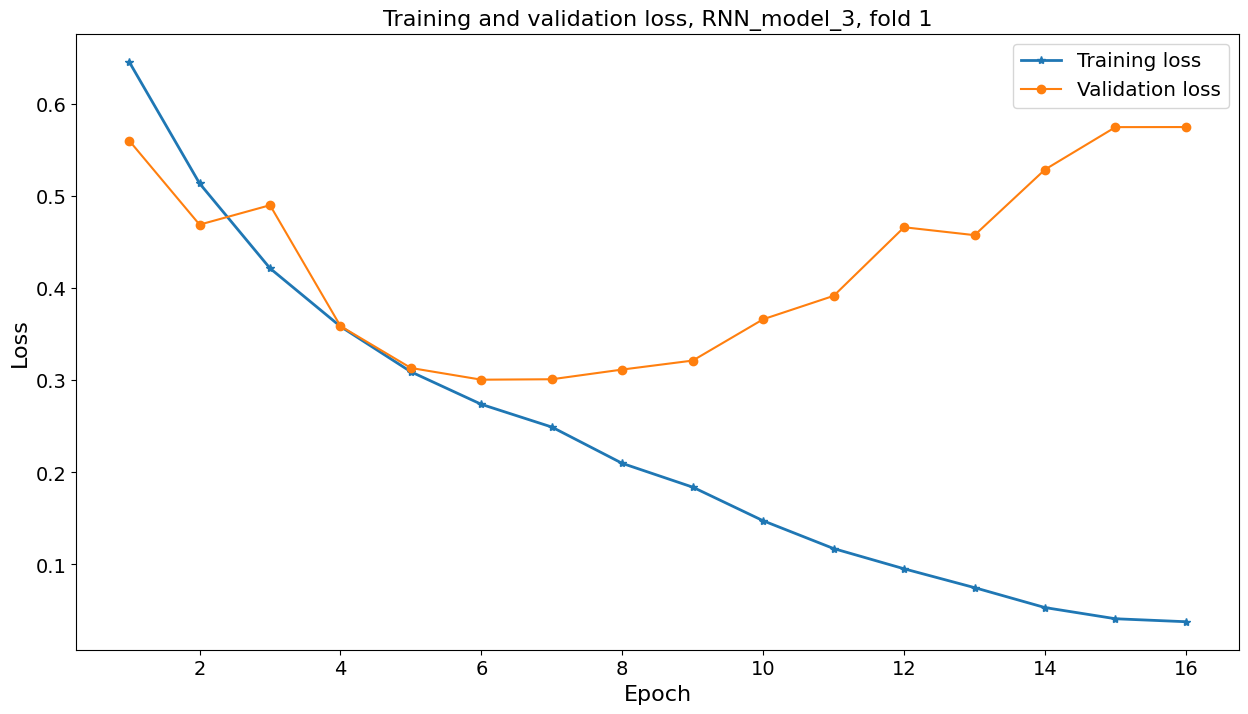 Training and validation loss, RNN_model_3, fold 1
Training loss
Validation loss
0.6
0.5
0.4
0.3
0.2
0.1
Loss
2 4 6 8 10 12 14 16
Epoch